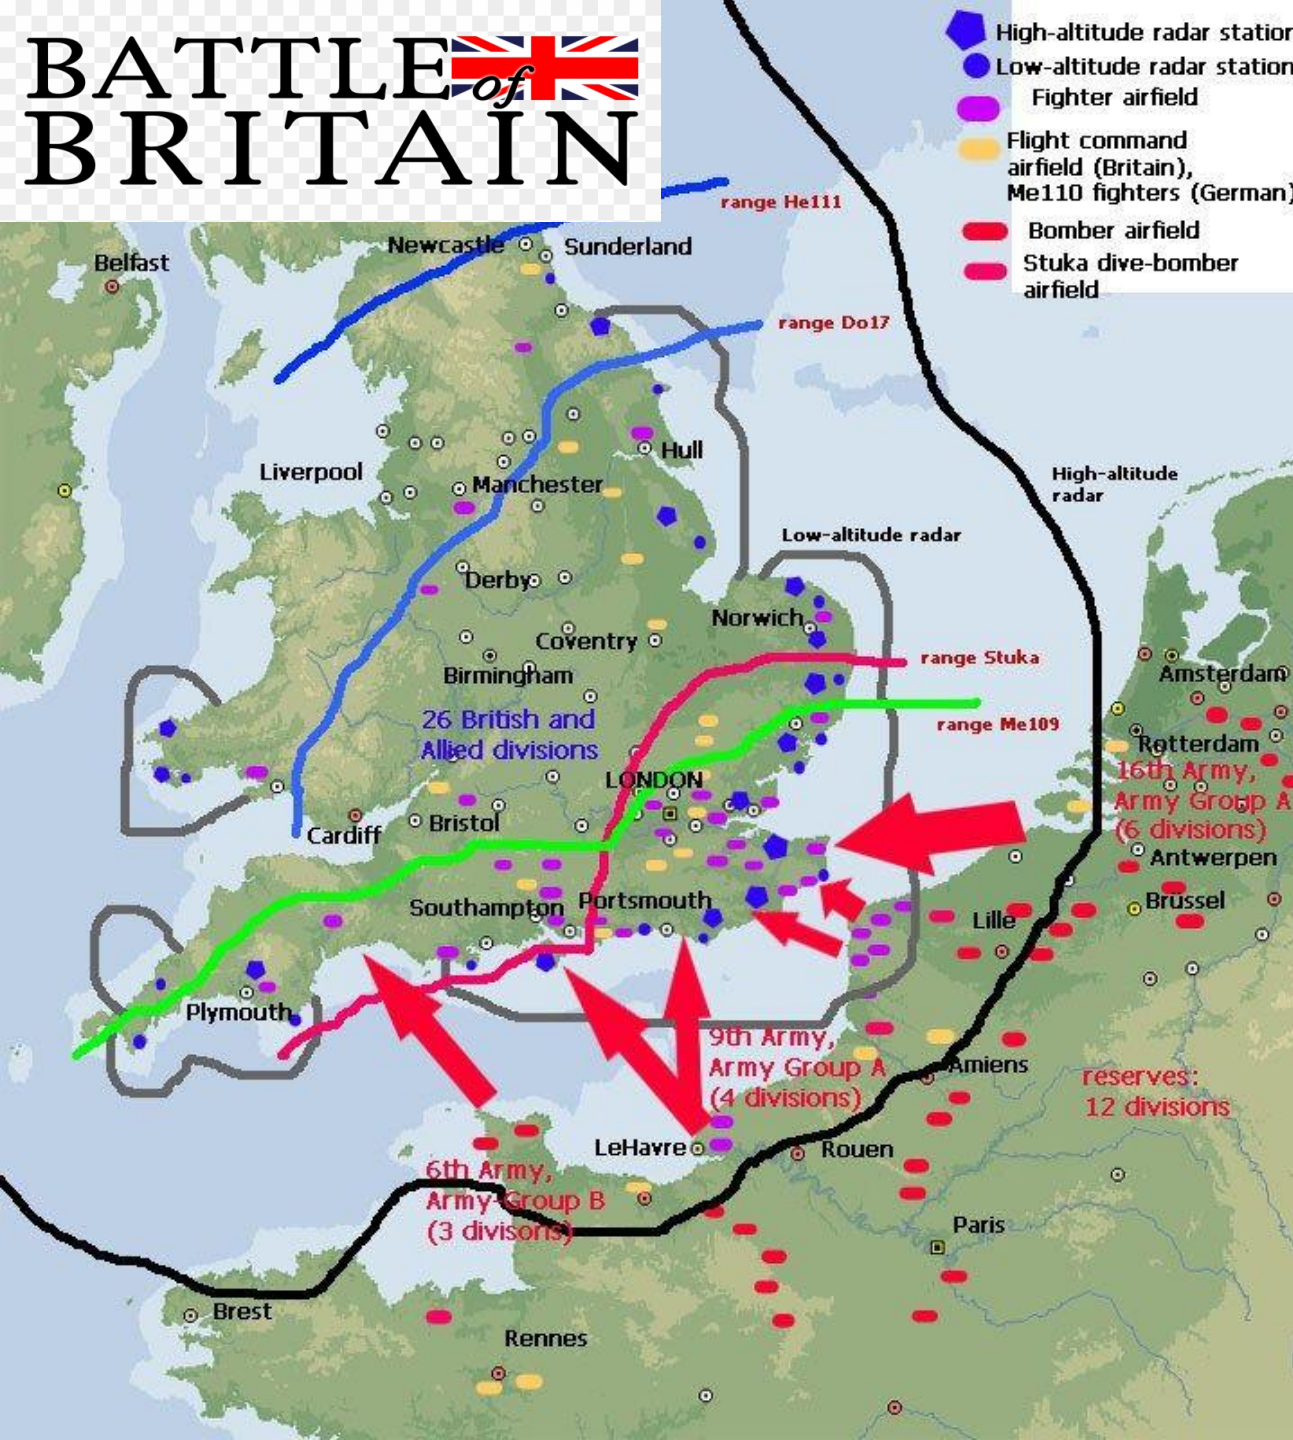 BATTLE of
BRITAIN
High-altitude radar station
Low-altitude radar station
Fighter airfield
Flight command
airfield (Britain),
Me110 fighters (German)
Bomber airfield
Stuka dive-bomber
airfield
range He111
Newcastle
Sunderland
Belfast
range Do17
Hull
Liverpool
Manchester
High-altitude
radar
Low-altitude radar
Derby
Norwich
Coventry
Birmingham
range Stuka
Amsterdam
26 British and
Allied divisions
range Me109
Rotterdam
LONDON
16th Army,
Army Group A
(6 divisions)
Bristol
Cardiff
Antwerpen
Southampton
Portsmouth
Brüssel
Lille
Plymouth
9th Army,
Army Group A
(4 divisions)
Amiens
reserves:
12 divisions
LeHavre
Rouen
6th Army,
Army-Group B
(3 divisons)
Paris
Brest
Rennes